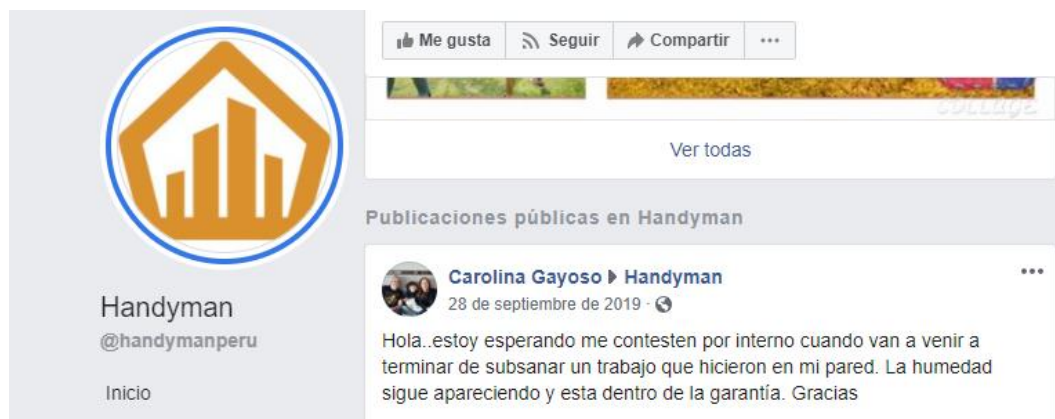 Me gusta Seguir Compartir ...
COLLAGE
Ver todas
Publicaciones públicas en Handyman
Carolina Gayoso Handyman
28 de septiembre de 2019 ·
Hola..estoy esperando me contesten por interno cuando van a venir a
terminar de subsanar un trabajo que hicieron en mi pared. La humedad
sigue apareciendo y esta dentro de la garantía. Gracias
Handyman
@handymanperu
Inicio